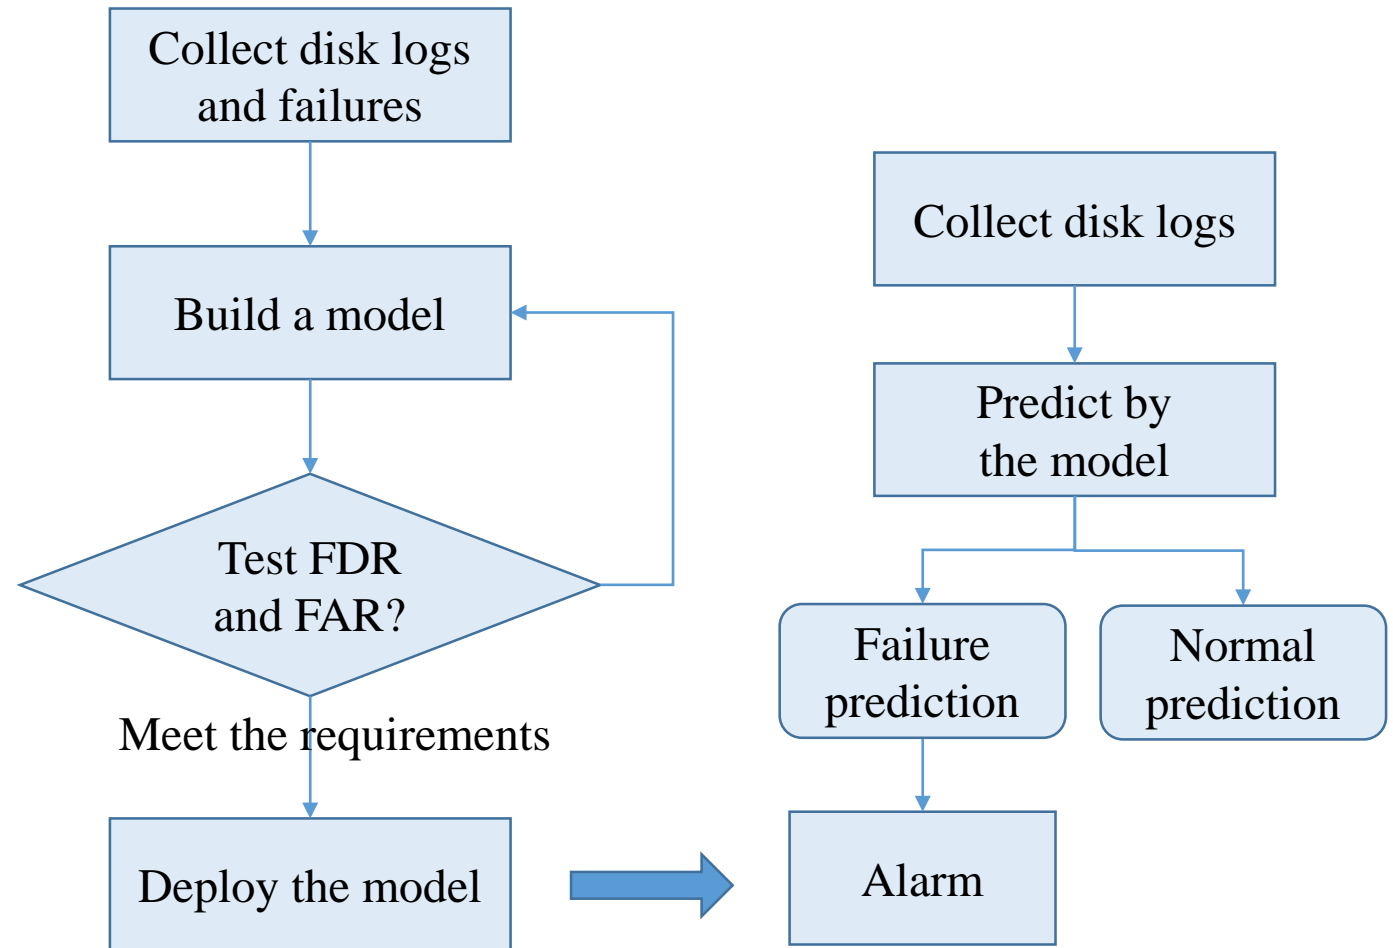 Collect disk logs
and failures
Build a model
Test FDR
and FAR?
Meet the requirements
Deploy the model
Collect disk logs
Predict by
the model
Failure
prediction
Normal
prediction
Alarm